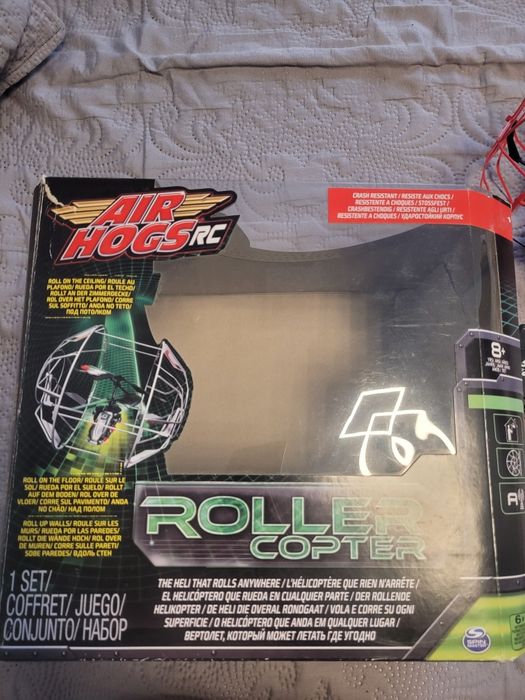 AIR
HOGS RC
CRASH RESISTANT / RESISTE AUX CHOCS /
RESISTENTE A CHOQUES / STOSSFEST /
CRASHBESTENDIG / RESISTENTE AGLI URTI /
RESISTENTE A CHOQUES / УДАРОСТОЙКИЙ КОРПУС
ROLL ON THE CEILING/ ROULE AU
PLAFOND/ RUEDA POR EL TECHO/
ROLLT AN DER ZIMMERDECKE/
ROL OVER HET PLAFOND/ CORRE
SUL SOFFITTO/ ANDA NO TETO/
ПОД ПОТОЛКОМ
8+
ROLL ON THE FLOOR/ ROULE SUR LE
SOL/ RUEDA POR EL SUELO/ ROLLT
AUF DEM BODEN/ ROL OVER DE
VLOER/ CORRE SUL PAVIMENTO/ ANDA
NO CHÃO/ НАД ПОЛОМ
ROLL UP WALLS/ ROULE SUR LES
MURS/ RUEDA POR LAS PAREDES/
ROLLT DIE WÄNDE HOCH/ ROL OVER
DE MUREN/ CORRE SULLE PARETI/
SOBE PAREDES/ ВДОЛЬ СТЕН
ROLLER
COPTER
1 SET/
COFFRET/ JUEGO/
CONJUNTO/ НАБОР
THE HELI THAT ROLLS ANYWHERE / L'HÉLICOPTÈRE QUE RIEN N'ARRÊTE /
EL HELICÓPTERO QUE RUEDA EN CUALQUIER PARTE / DER ROLLENDE
HELIKOPTER / DE HELI DIE OVERAL RONDGAAT / VOLA E CORRE SU OGNI
SUPERFICIE / O HELICÓPTERO QUE ANDA EM QUALQUER LUGAR /
ВЕРТОЛЕТ, КОТОРЫЙ МОЖЕТ ЛЕТАТЬ ГДЕ УГОДНО
SPIN
MASTER